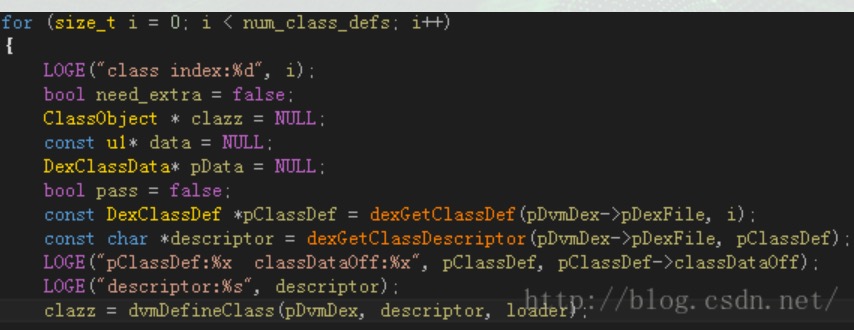 for (size_t i = 0; i < num_class_defs; i++)
{
LOGE("class index:%d", i);
bool need_extra = false;
ClassObject * clazz = NULL;
const u1* data = NULL;
DexClassData* pData = NULL;
bool pass = false;
const DexClassDef *pClassDef = dexGetClassDef(pDvmDex->pDexFile, i);
const char *descriptor = dexGetClassDescriptor(pDvmDex->pDexFile, pClassDef);
LOGE("pClassDef:%x  classDataOff:%x", pClassDef, pClassDef->classDataOff);
LOGE("descriptor:%s", descriptor);
clazz = dvmDefineClass(pDvmDex, descriptor, loader);
http://blog.csdn.net/